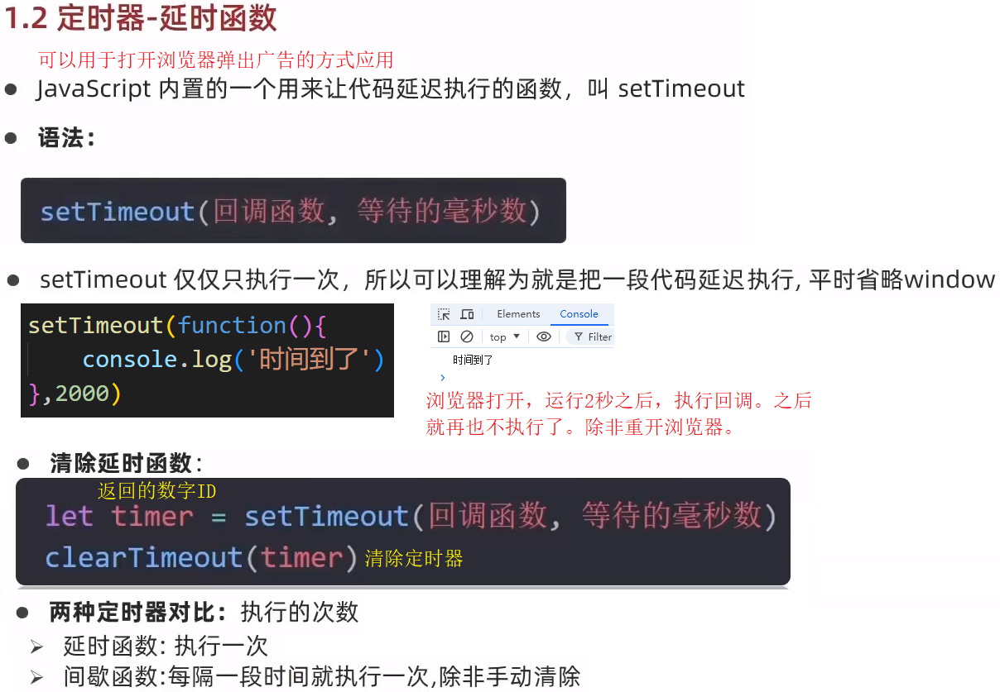 1.2 定时器-延时函数
可以用于打开浏览器弹出广告的方式应用
● JavaScript 内置的一个用来让代码延迟执行的函数，叫 setTimeout
● 语法：
setTimeout(回调函数, 等待的毫秒数)
● setTimeout 仅仅只执行一次，所以可以理解为就是把一段代码延迟执行, 平时省略window
setTimeout(function(){
console.log('时间到了')
},2000)
Elements Console
top ▼ Filter
时间到了
>
浏览器打开，运行2秒之后，执行回调。之后
就再也不执行了。除非重开浏览器。
● 清除延时函数：
返回的数字ID
let timer = setTimeout(回调函数, 等待的毫秒数)
clearTimeout(timer) 清除定时器
● 两种定时器对比：执行的次数
➢ 延时函数: 执行一次
➢ 间歇函数:每隔一段时间就执行一次,除非手动清除